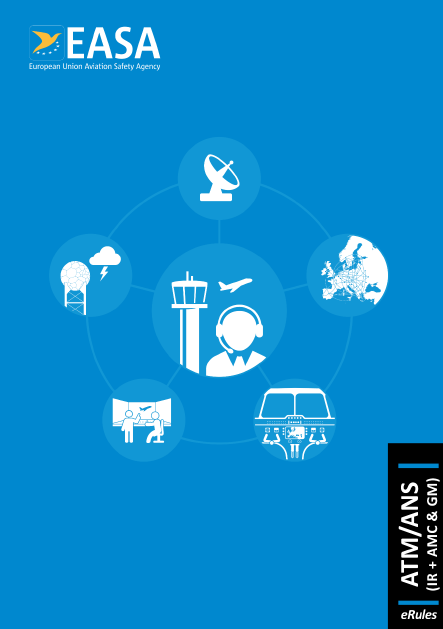 EASA
European Union Aviation Safety Agency
ATM/ANS
(IR + AMC & GM)
eRules